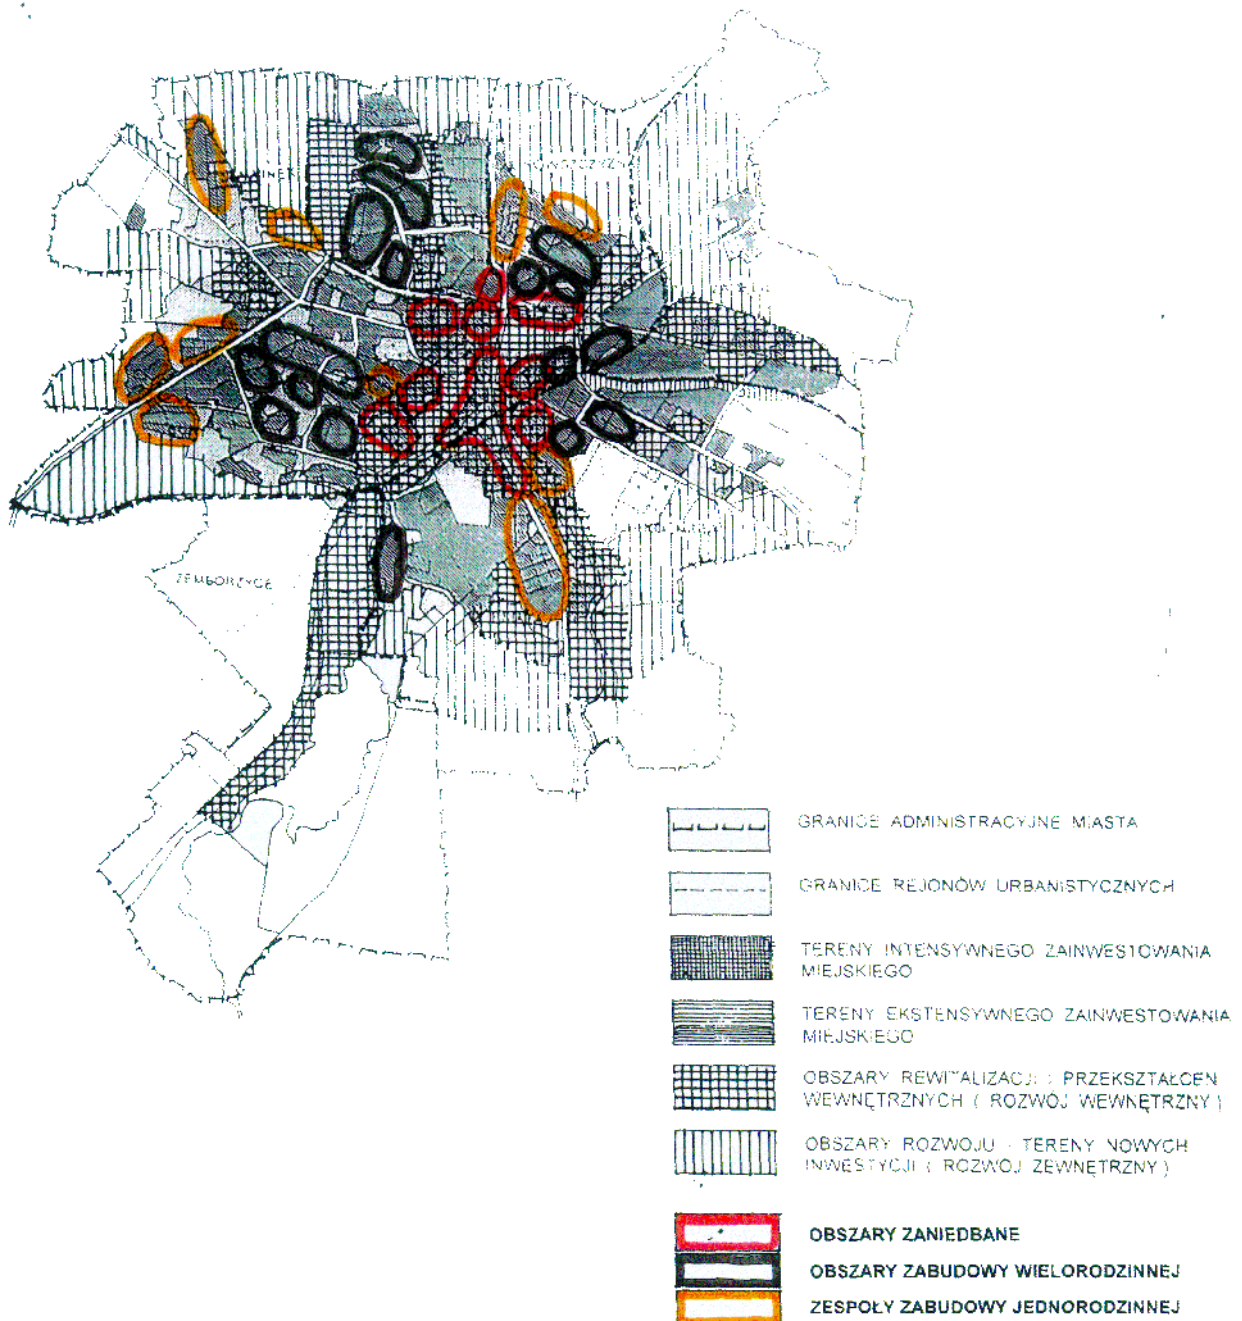 ZEMBORZYCE
GRANICE ADMINISTRACYJNE MIASTA
GRANICE REJONÓW URBANISTYCZNYCH
TERENY INTENSYWNEGO ZAINWESTOWANIA
MIEJSKIEGO
TERENY EKSTENSYWNEGO ZAINWESTOWANIA
MIEJSKIEGO
OBSZARY REWITALIZACJI I PRZEKSZTAŁCEŃ
WEWNĘTRZNYCH ( ROZWÓJ WEWNĘTRZNY )
OBSZARY ROZWOJU - TERENY NOWYCH
INWESTYCJI ( ROZWÓJ ZEWNĘTRZNY )
OBSZARY ZANIEDBANE
OBSZARY ZABUDOWY WIELORODZINNEJ
ZESPOŁY ZABUDOWY JEDNORODZINNEJ